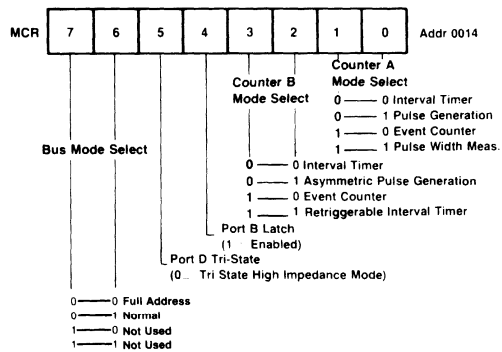 MCR 7 6 5 4 3 2 1 0 Addr 0014
Counter A
Mode Select
0 — 0 Interval Timer
0 — 1 Pulse Generation
1 — 0 Event Counter
1 — 1 Pulse Width Meas.
Counter B
Mode Select
0 — 0 Interval Timer
0 — 1 Asymmetric Pulse Generation
1 — 0 Event Counter
1 — 1 Retriggerable Interval Timer
Port B Latch
(1 Enabled)
Port D Tri-State
(0 Tri State High Impedance Mode)
Bus Mode Select
0 — 0 Full Address
0 — 1 Normal
1 — 0 Not Used
1 — 1 Not Used